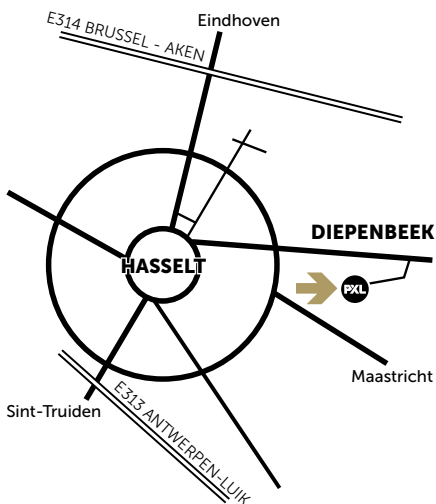 Eindhoven
E314 BRUSSEL - AKEN
DIEPENBEEK
HASSELT
PXL
Maastricht
Sint-Truiden
E313 ANTWERPEN-LUIK